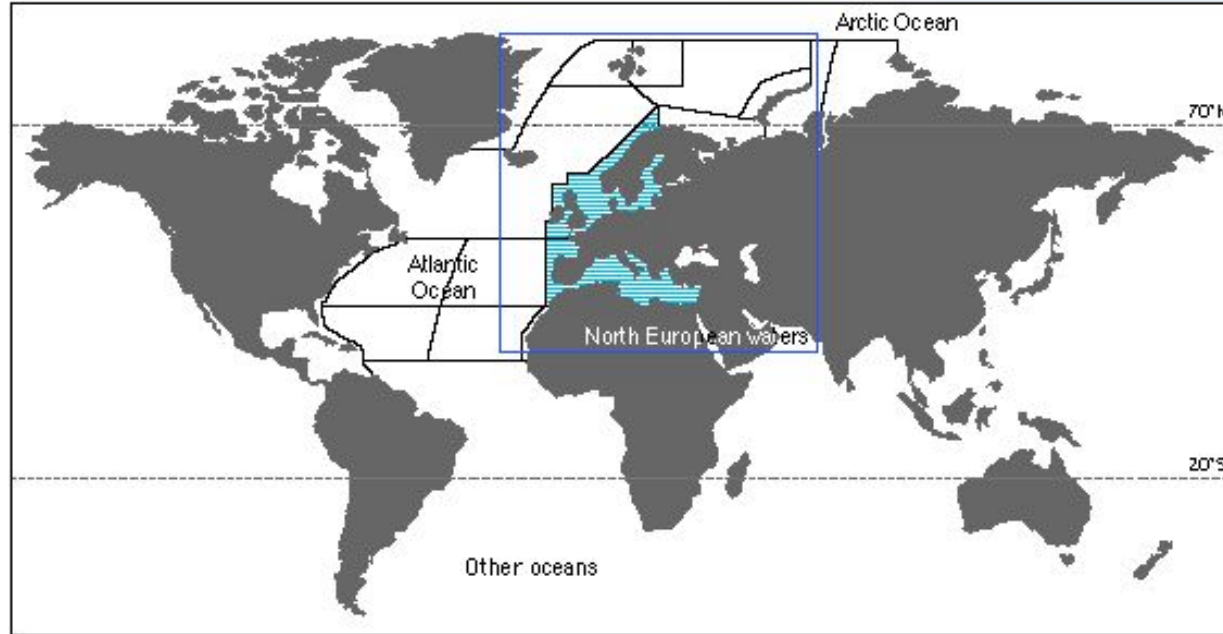 Arctic Ocean
70°N
Atlantic
Ocean
North European waters
20°S
Other oceans